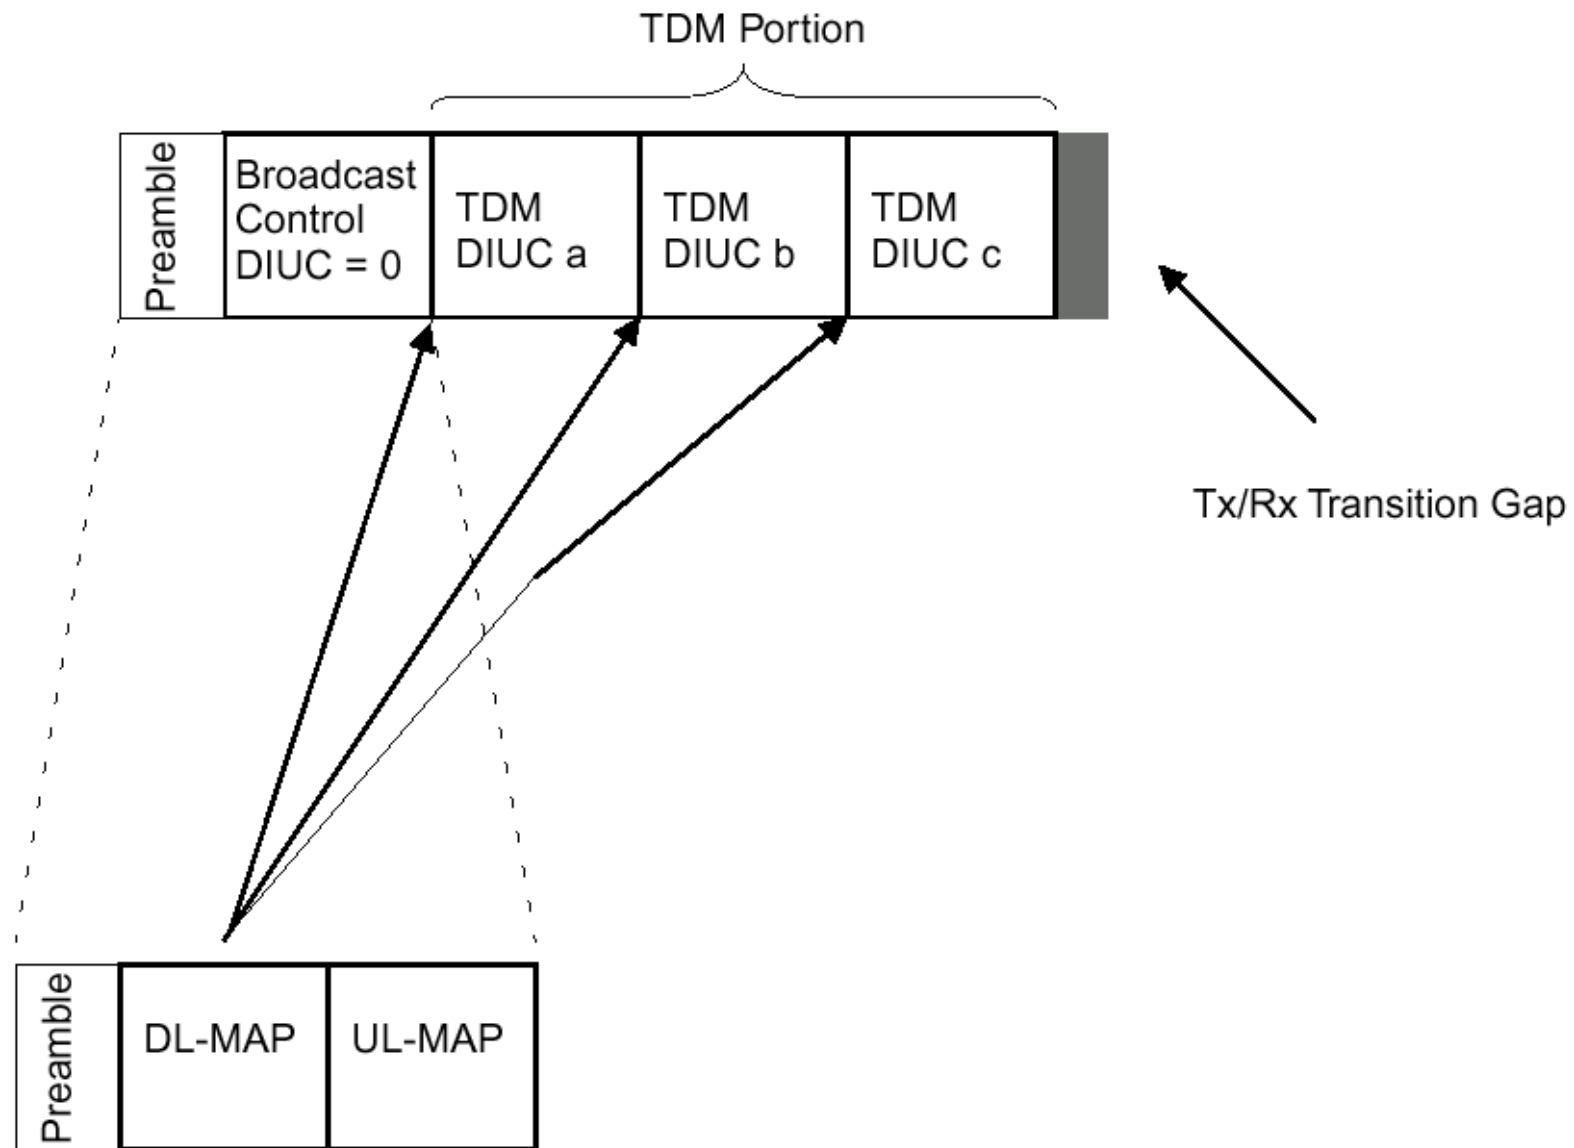 TDM Portion
Preamble
Broadcast
Control
DIUC = 0
TDM
DIUC a
TDM
DIUC b
TDM
DIUC c
Tx/Rx Transition Gap
Preamble
DL-MAP
UL-MAP